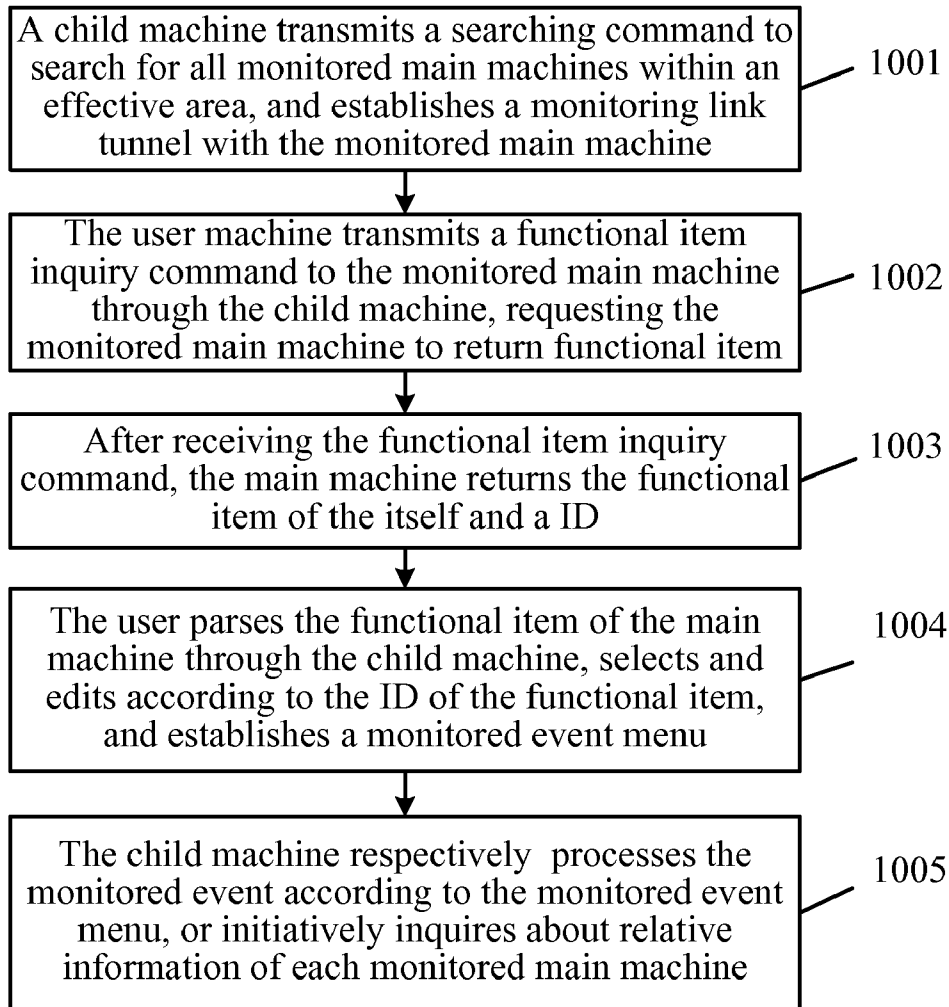 A child machine transmits a searching command to
search for all monitored main machines within an
effective area, and establishes a monitoring link
tunnel with the monitored main machine
1001
The user machine transmits a functional item
inquiry command to the monitored main machine
through the child machine, requesting the
monitored main machine to return functional item
1002
After receiving the functional item inquiry
command, the main machine returns the functional
item of the itself and a ID
1003
The user parses the functional item of the main
machine through the child machine, selects and
edits according to the ID of the functional item,
and establishes a monitored event menu
1004
The child machine respectively processes the
monitored event according to the monitored event
menu, or initiatively inquires about relative
information of each monitored main machine
1005